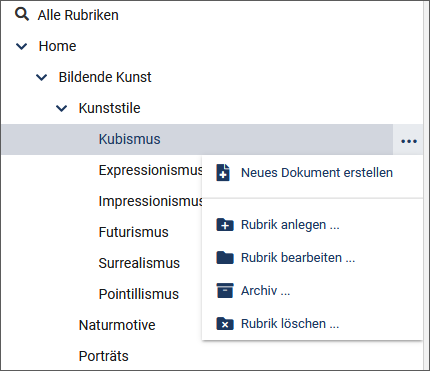 Alle Rubriken
Home
Bildende Kunst
Kunststile
Kubismus
Expressionismus
Impressionismus
Futurismus
Surrealismus
Pointillismus
Naturmotive
Porträts
Neues Dokument erstellen
Rubrik anlegen ...
Rubrik bearbeiten ...
Archiv ...
Rubrik löschen ...